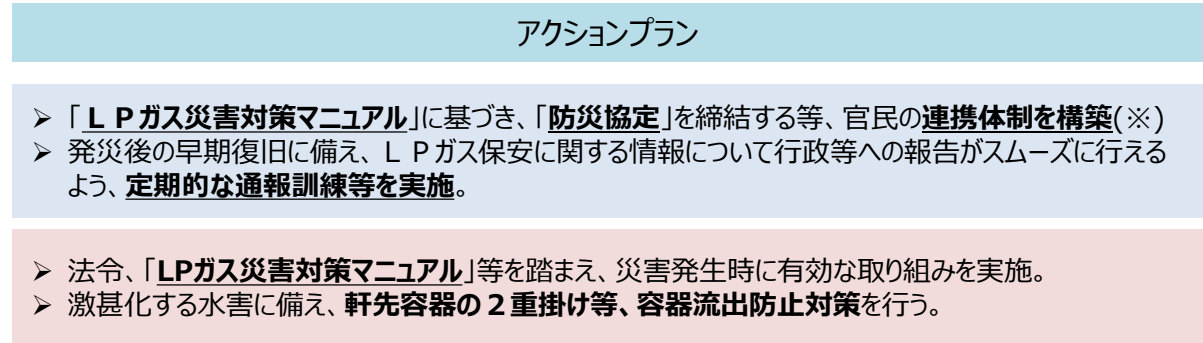 アクションプラン
➢ 「ＬＰガス災害対策マニュアル」に基づき、「防災協定」を締結する等、官民の連携体制を構築(※)
➢ 発災後の早期復旧に備え、ＬＰガス保安に関する情報について行政等への報告がスムーズに行える
よう、定期的な通報訓練等を実施。
➢ 法令、「LPガス災害対策マニュアル」等を踏まえ、災害発生時に有効な取り組みを実施。
➢ 激甚化する水害に備え、軒先容器の２重掛け等、容器流出防止対策を行う。